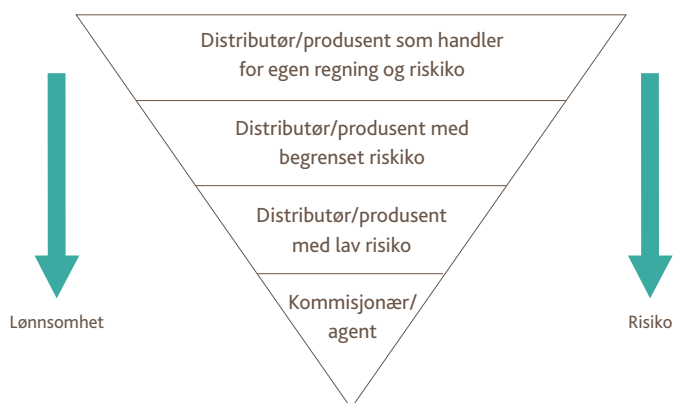 Distributør/produsent som handler
for egen regning og riskiko
Distributør/produsent med
begrenset riskiko
Distributør/produsent
med lav risiko
Kommisjonær/
agent
Lønnsomhet
Risiko